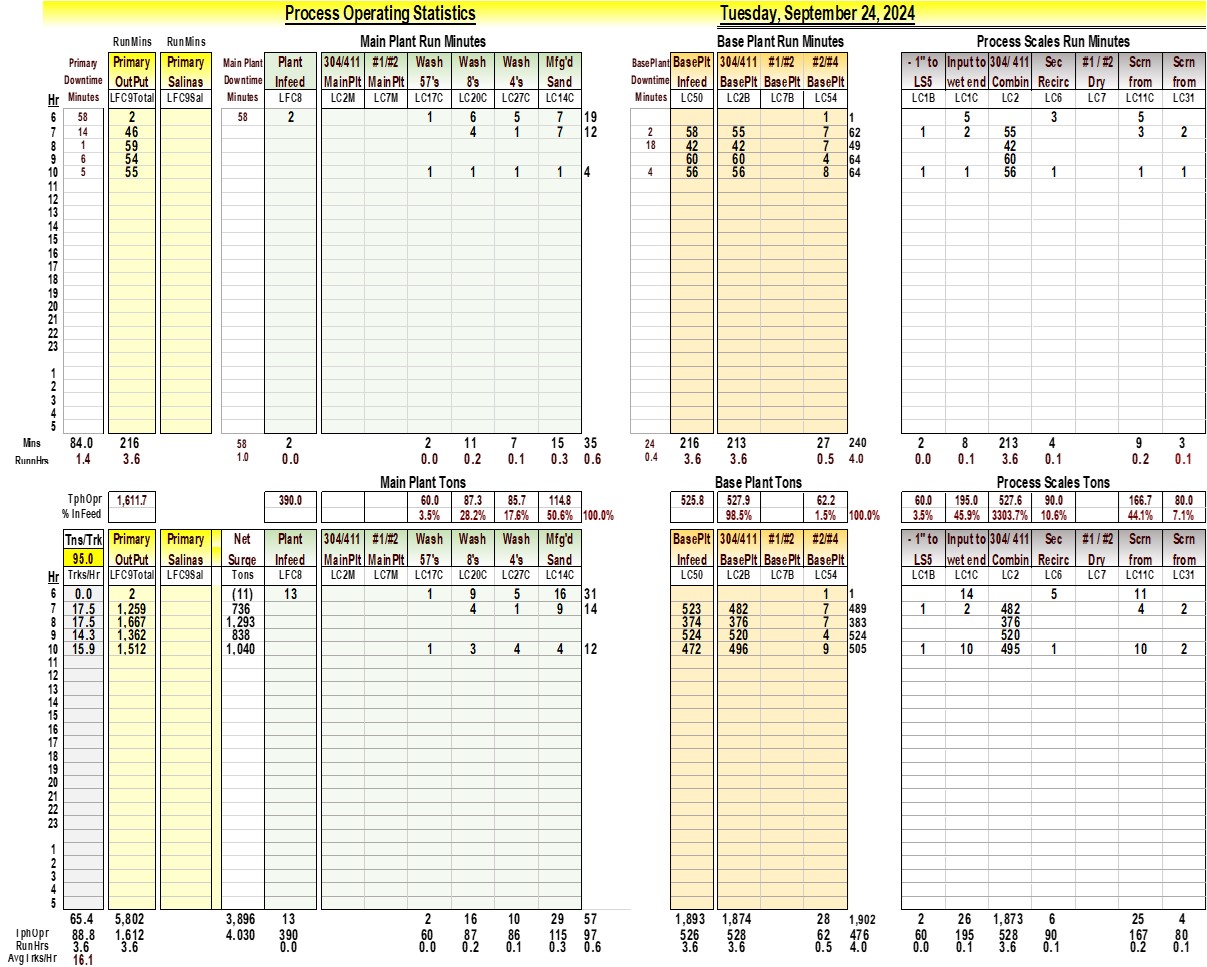 Process Operating Statistics Tuesday, September 24, 2024
RunMins RunMins Main Plant Run Minutes Base Plant Run Minutes Process Scales Run Minutes
Primary Primary Primary Main Plant Plant 304/411 #1/#2 Wash Wash Wash Mfg'd BasePlant BasePlt 304/411 #1/#2 #2/#4 - 1" to Input to 304/ 411 Sec #1 / #2 Scrn Scrn
Downtime OutPut Salinas Downtime Infeed MainPlt MainPlt 57's 8's 4's Sand Downtime Infeed BasePlt BasePlt BasePlt LS5 wet end Combin Recirc Dry from from
Hr Minutes LFC9Total LFC9Sal Minutes LFC8 LC2M LC7M LC17C LC20C LC27C LC14C Minutes LC50 LC2B LC7B LC54 LC1B LC1C LC2 LC6 LC7 LC11C LC31
6 58 2 58 2 1 6 5 7 19 1 1 5 3 5
7 14 46 4 1 7 12 2 58 55 7 62 1 2 55 3 2
8 1 59 18 42 42 7 49 42
9 6 54 60 60 4 64 60
10 5 55 1 1 1 1 4 4 56 56 8 64 1 1 56 1 1 1
11
12
13
14
15
16
17
18
19
20
21
22
23
1
2
3
4
5
Mins 84.0 216 58 2 2 11 7 15 35 24 216 213 27 240 2 8 213 4 9 3
RunnHrs 1.4 3.6 1.0 0.0 0.0 0.2 0.1 0.3 0.6 0.4 3.6 3.6 0.5 4.0 0.0 0.1 3.6 0.1 0.2 0.1
Main Plant Tons Base Plant Tons Process Scales Tons
TphOpr 1,611.7 390.0 60.0 87.3 85.7 114.8 525.8 527.9 62.2 60.0 195.0 527.6 90.0 166.7 80.0
% InFeed 3.5% 28.2% 17.6% 50.6% 100.0% 98.5% 1.5% 100.0% 3.5% 45.9% 3303.7% 10.6% 44.1% 7.1%
Tns/Trk Primary Primary Net Plant 304/411 #1/#2 Wash Wash Wash Mfg'd BasePlt 304/411 #1/#2 #2/#4 - 1" to Input to 304/ 411 Sec #1 / #2 Scrn Scrn
95.0 OutPut Salinas Surge Infeed MainPlt MainPlt 57's 8's 4's Sand Infeed BasePlt BasePlt BasePlt LS5 wet end Combin Recirc Dry from from
Hr Trks/Hr LFC9Total LFC9Sal Tons LFC8 LC2M LC7M LC17C LC20C LC27C LC14C LC50 LC2B LC7B LC54 LC1B LC1C LC2 LC6 LC7 LC11C LC31
6 0.0 2 (11) 13 1 9 5 16 31 1 1 14 5 11
7 17.5 1,259 736 4 1 9 14 523 482 7 489 1 2 482 4 2
8 17.5 1,667 1,293 374 376 7 383 376
9 14.3 1,362 838 524 520 4 524 520
10 15.9 1,512 1,040 1 3 4 4 12 472 496 9 505 1 10 495 1 10 2
11
12
13
14
15
16
17
18
19
20
21
22
23
1
2
3
4
5
65.4 5,802 3,896 13 2 16 10 29 57 1,893 1,874 28 1,902 2 26 1,873 6 25 4
TphOpr 88.8 1,612 4.030 390 60 87 86 115 97 526 528 62 476 60 195 528 90 167 80
RunHrs 3.6 3.6 0.0 0.0 0.2 0.1 0.3 0.6 3.6 3.6 0.5 4.0 0.0 0.1 3.6 0.1 0.2 0.1
AvgTrks/Hr 16.1